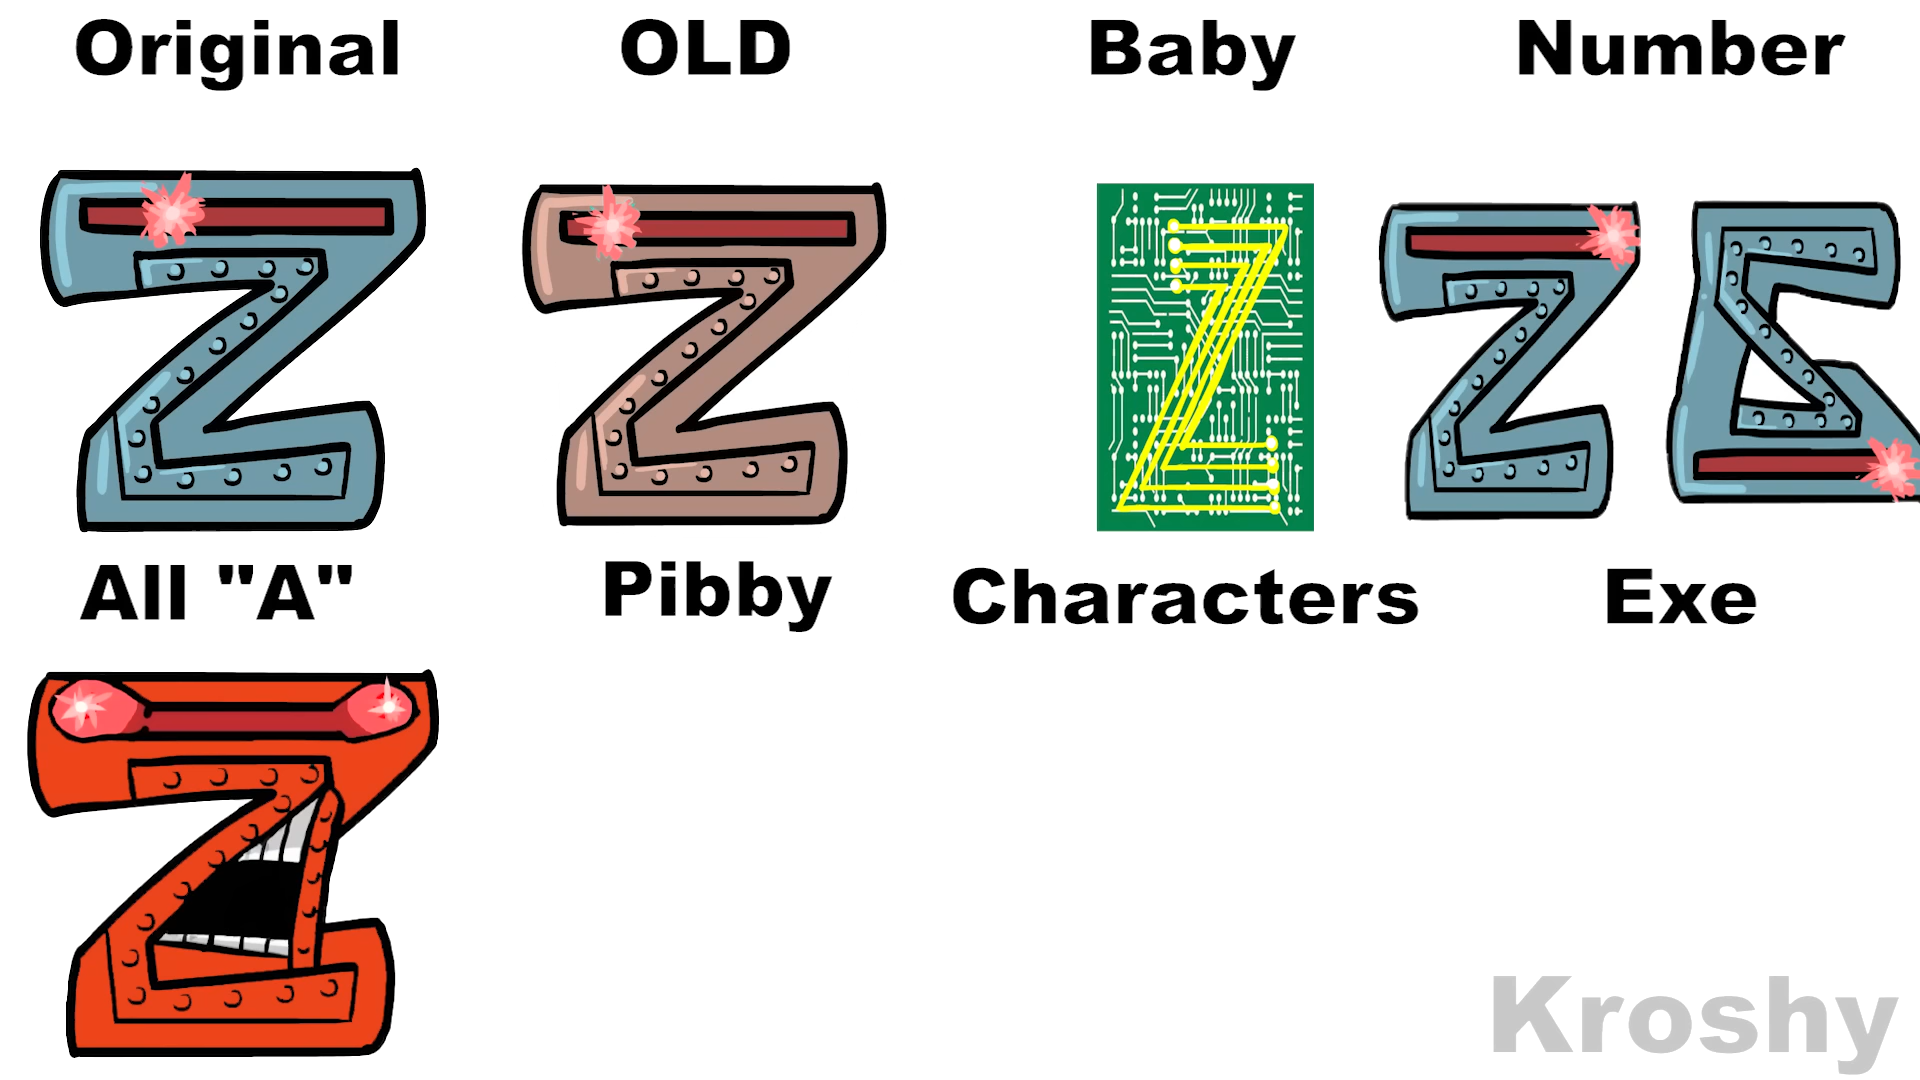 Original OLD Baby Number
Z Z Z Z
All "A" Pibby Characters Exe
Z
Kroshy